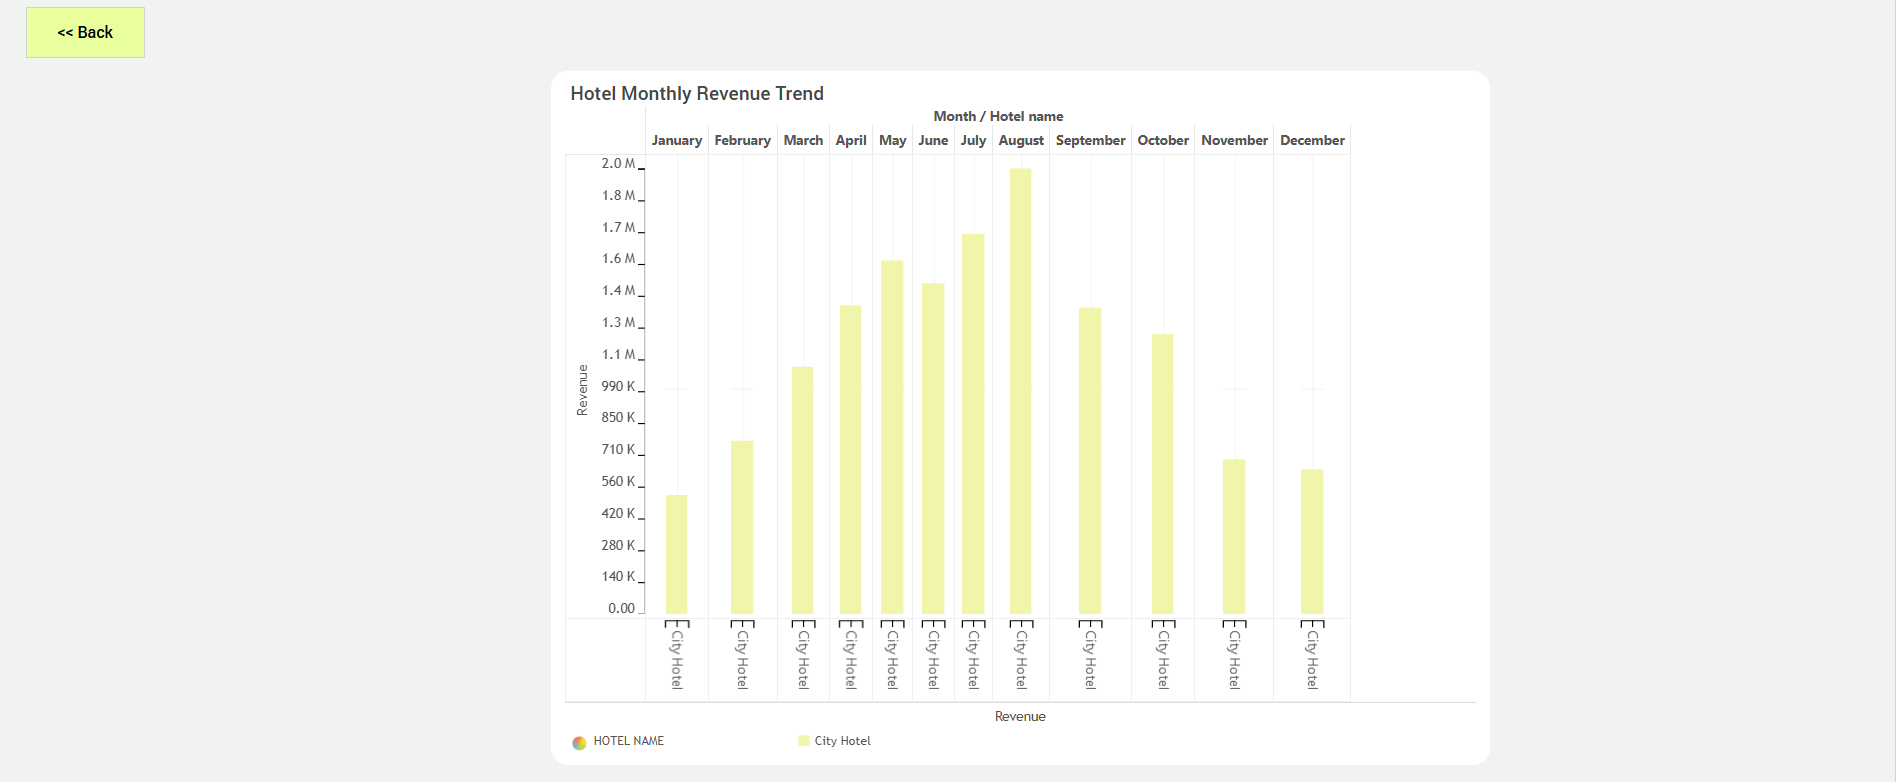 << Back
Hotel Monthly Revenue Trend
Month / Hotel name
January February March April May June July August September October November December
2.0 M
1.8 M
1.7 M
1.6 M
1.4 M
1.3 M
1.1 M
990 K
850 K
710 K
560 K
420 K
280 K
140 K
0.00
Revenue
City Hotel City Hotel City Hotel City Hotel City Hotel City Hotel City Hotel City Hotel City Hotel City Hotel City Hotel City Hotel
Revenue
HOTEL NAME City Hotel